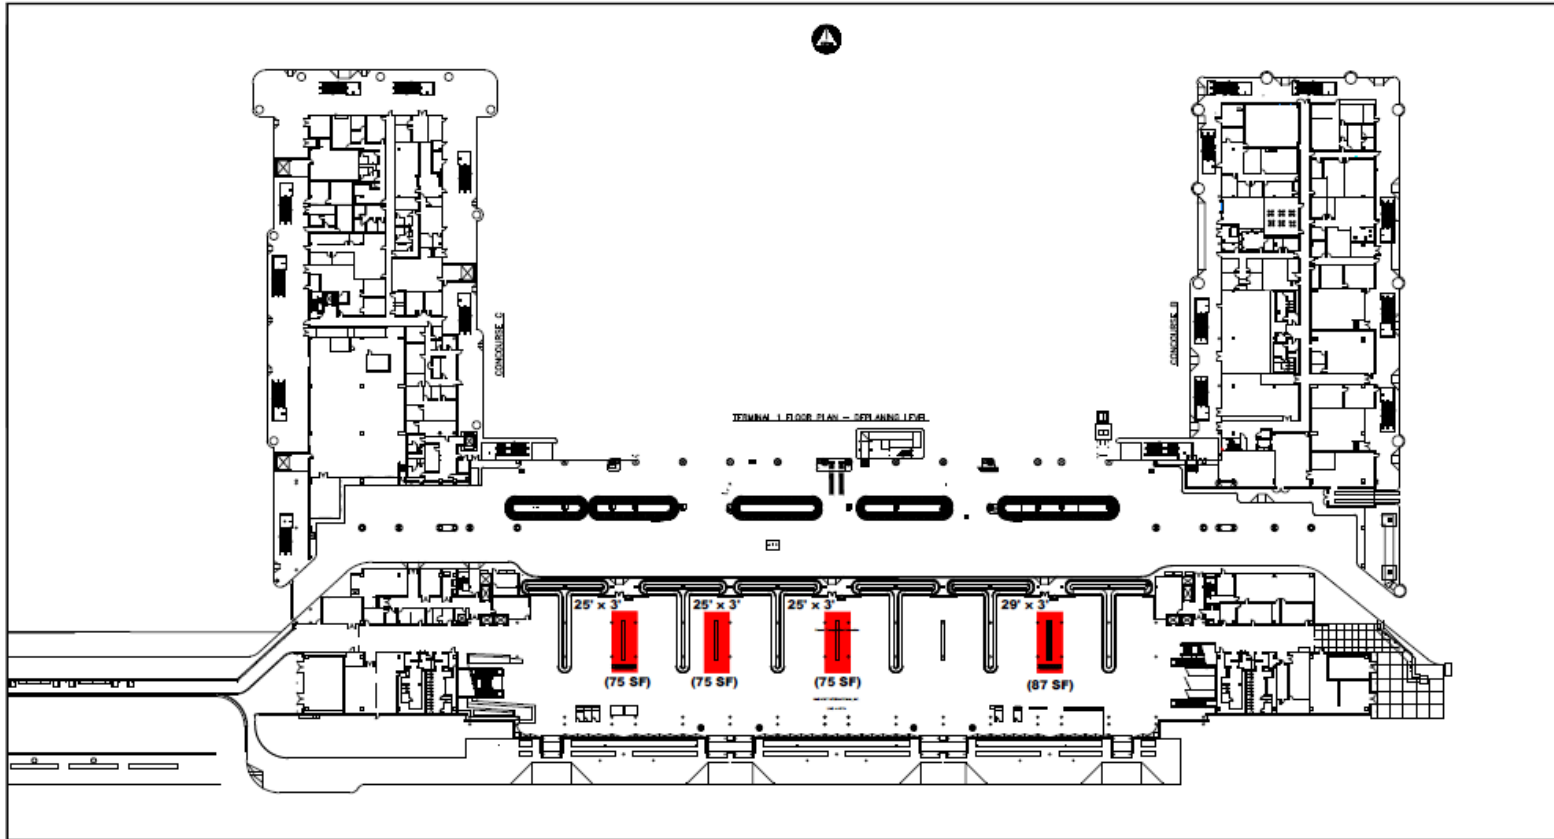 CONCOURSE C
CONCOURSE B
TERMINAL 1 FLOOR PLAN – DEPLANING LEVEL
25' x 3' 25' x 3' 25' x 3' 29' x 3'
(75 SF) (75 SF) (75 SF) (87 SF)